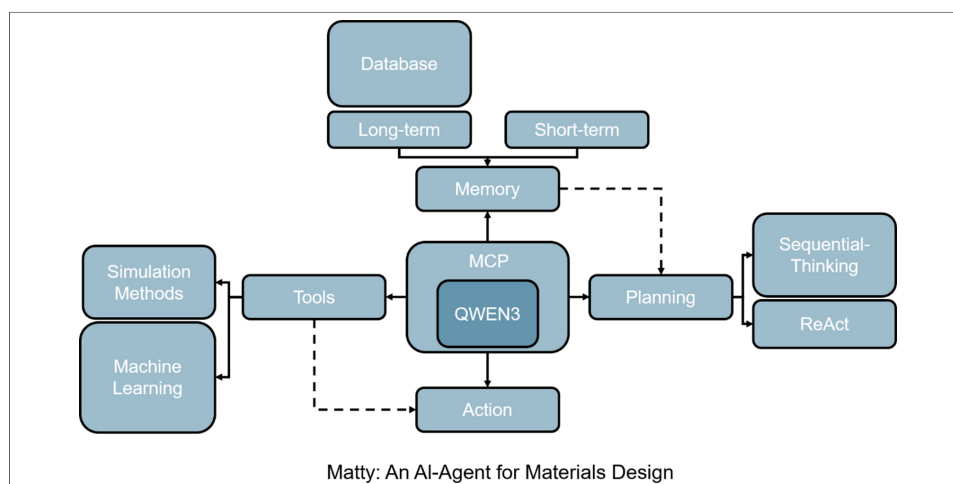 Database
Long-term
Short-term
Memory
MCP
QWEN3
Sequential-
Thinking
Simulation
Methods
Tools
Planning
ReAct
Machine
Learning
Action
Matty: An AI-Agent for Materials Design